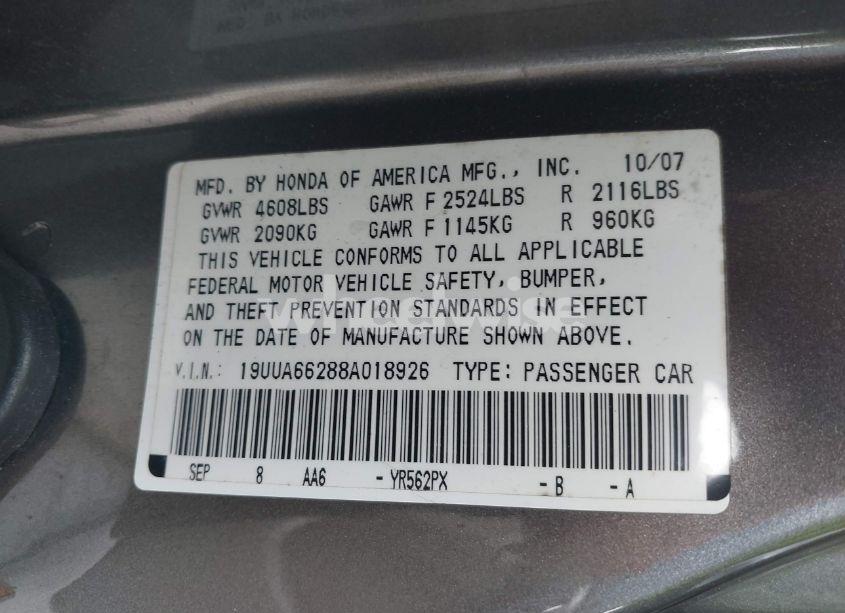 MFD. BY HONDA OF AMERICA MFG., INC. 10/07
GVWR 4608LBS GAWR F 2524LBS R 2116LBS
GVWR 2090KG GAWR F 1145KG R 960KG
THIS VEHICLE CONFORMS TO ALL APPLICABLE
FEDERAL MOTOR VEHICLE SAFETY, BUMPER,
AND THEFT PREVENTION STANDARDS IN EFFECT
ON THE DATE OF MANUFACTURE SHOWN ABOVE.
V.I.N.: 19UUA66288A018926 TYPE: PASSENGER CAR
SEP 8 AA6 - YR562PX - B - A
wheelwise